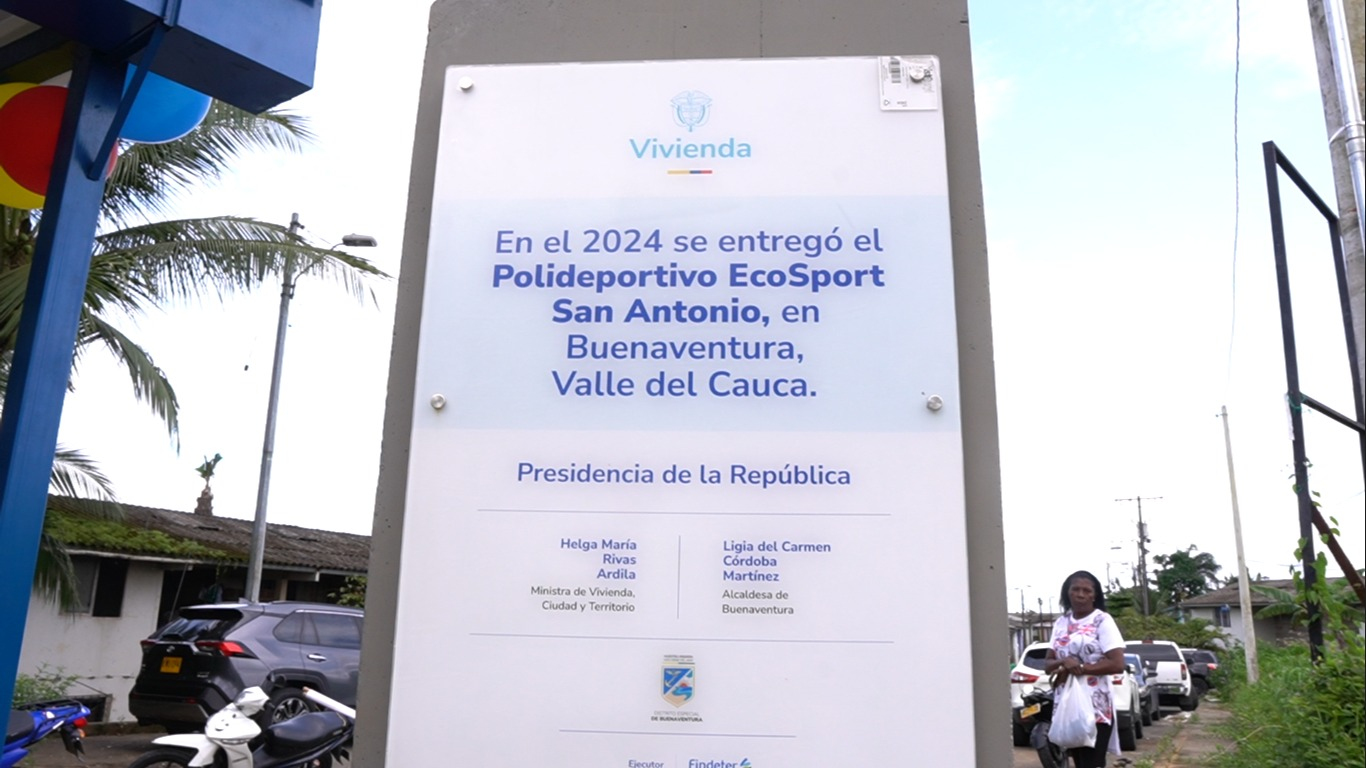 Vivienda
En el 2024 se entregó el
Polideportivo EcoSport
San Antonio, en
Buenaventura,
Valle del Cauca.
Presidencia de la República
Helga María
Rivas
Ardila
Ministra de Vivienda,
Ciudad y Territorio
Ligia del Carmen
Córdoba
Martínez
Alcaldesa de
Buenaventura
DISTRITO ESPECIAL
DE BUENAVENTURA
Ejecutor
Findeter